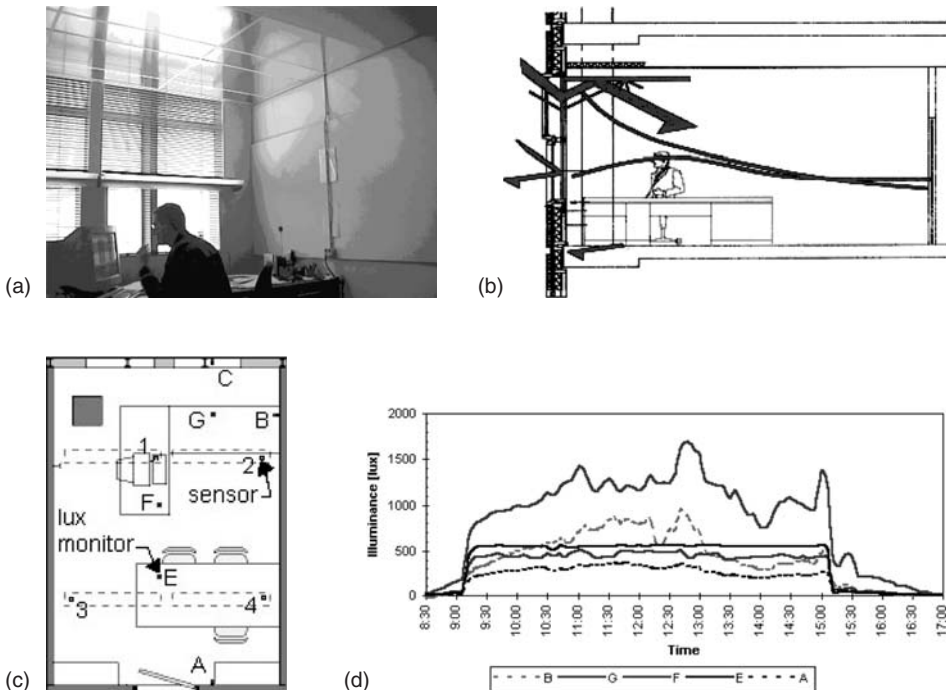 (a)
(b)
C
G
B
1
2
sensor
F
lux
monitor
E
3
4
A
(c)
2000
1500
1000
500
0
Illuminance [lux]
8:30
9:00
9:30
10:00
10:30
11:00
11:30
12:00
12:30
13:00
13:30
14:00
14:30
15:00
15:30
16:00
16:30
17:00
Time
B G F E A
(d)